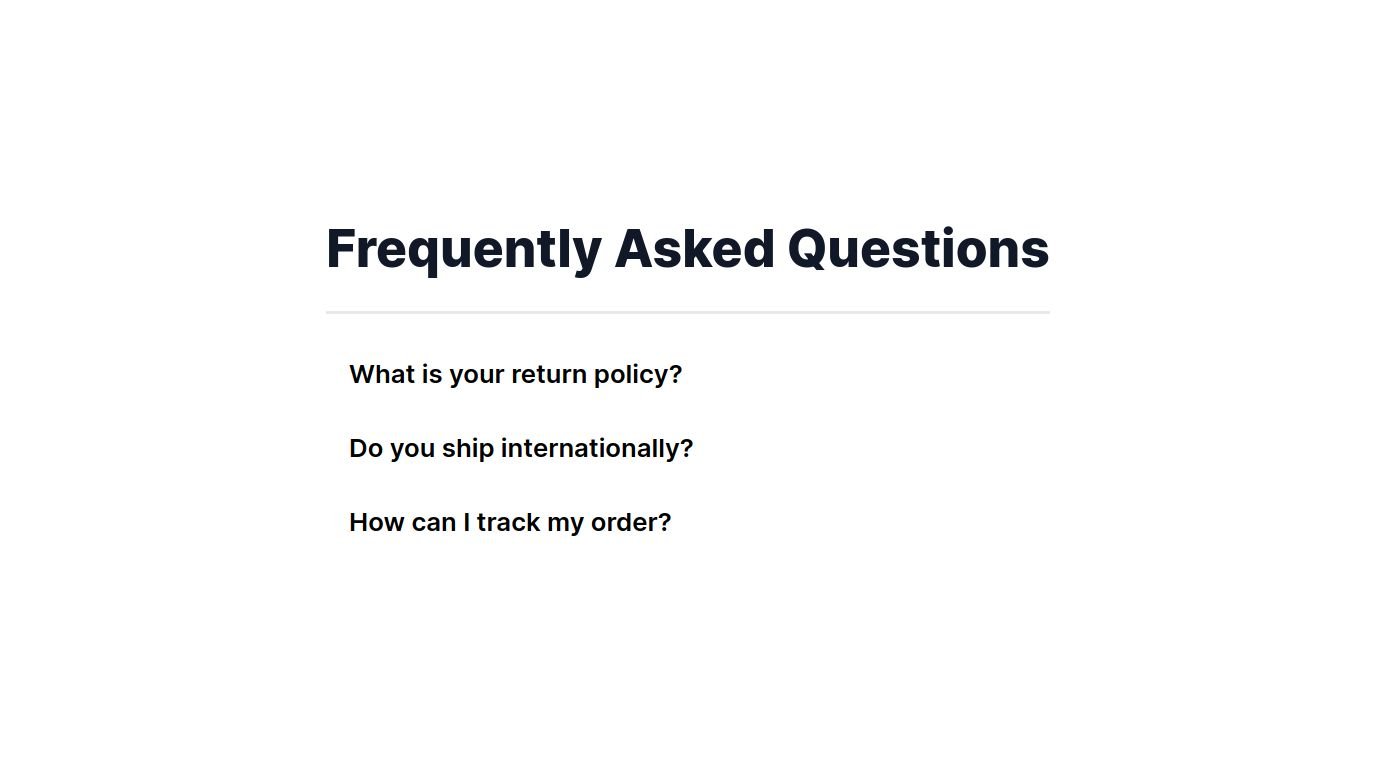 Frequently Asked Questions
What is your return policy?
Do you ship internationally?
How can I track my order?